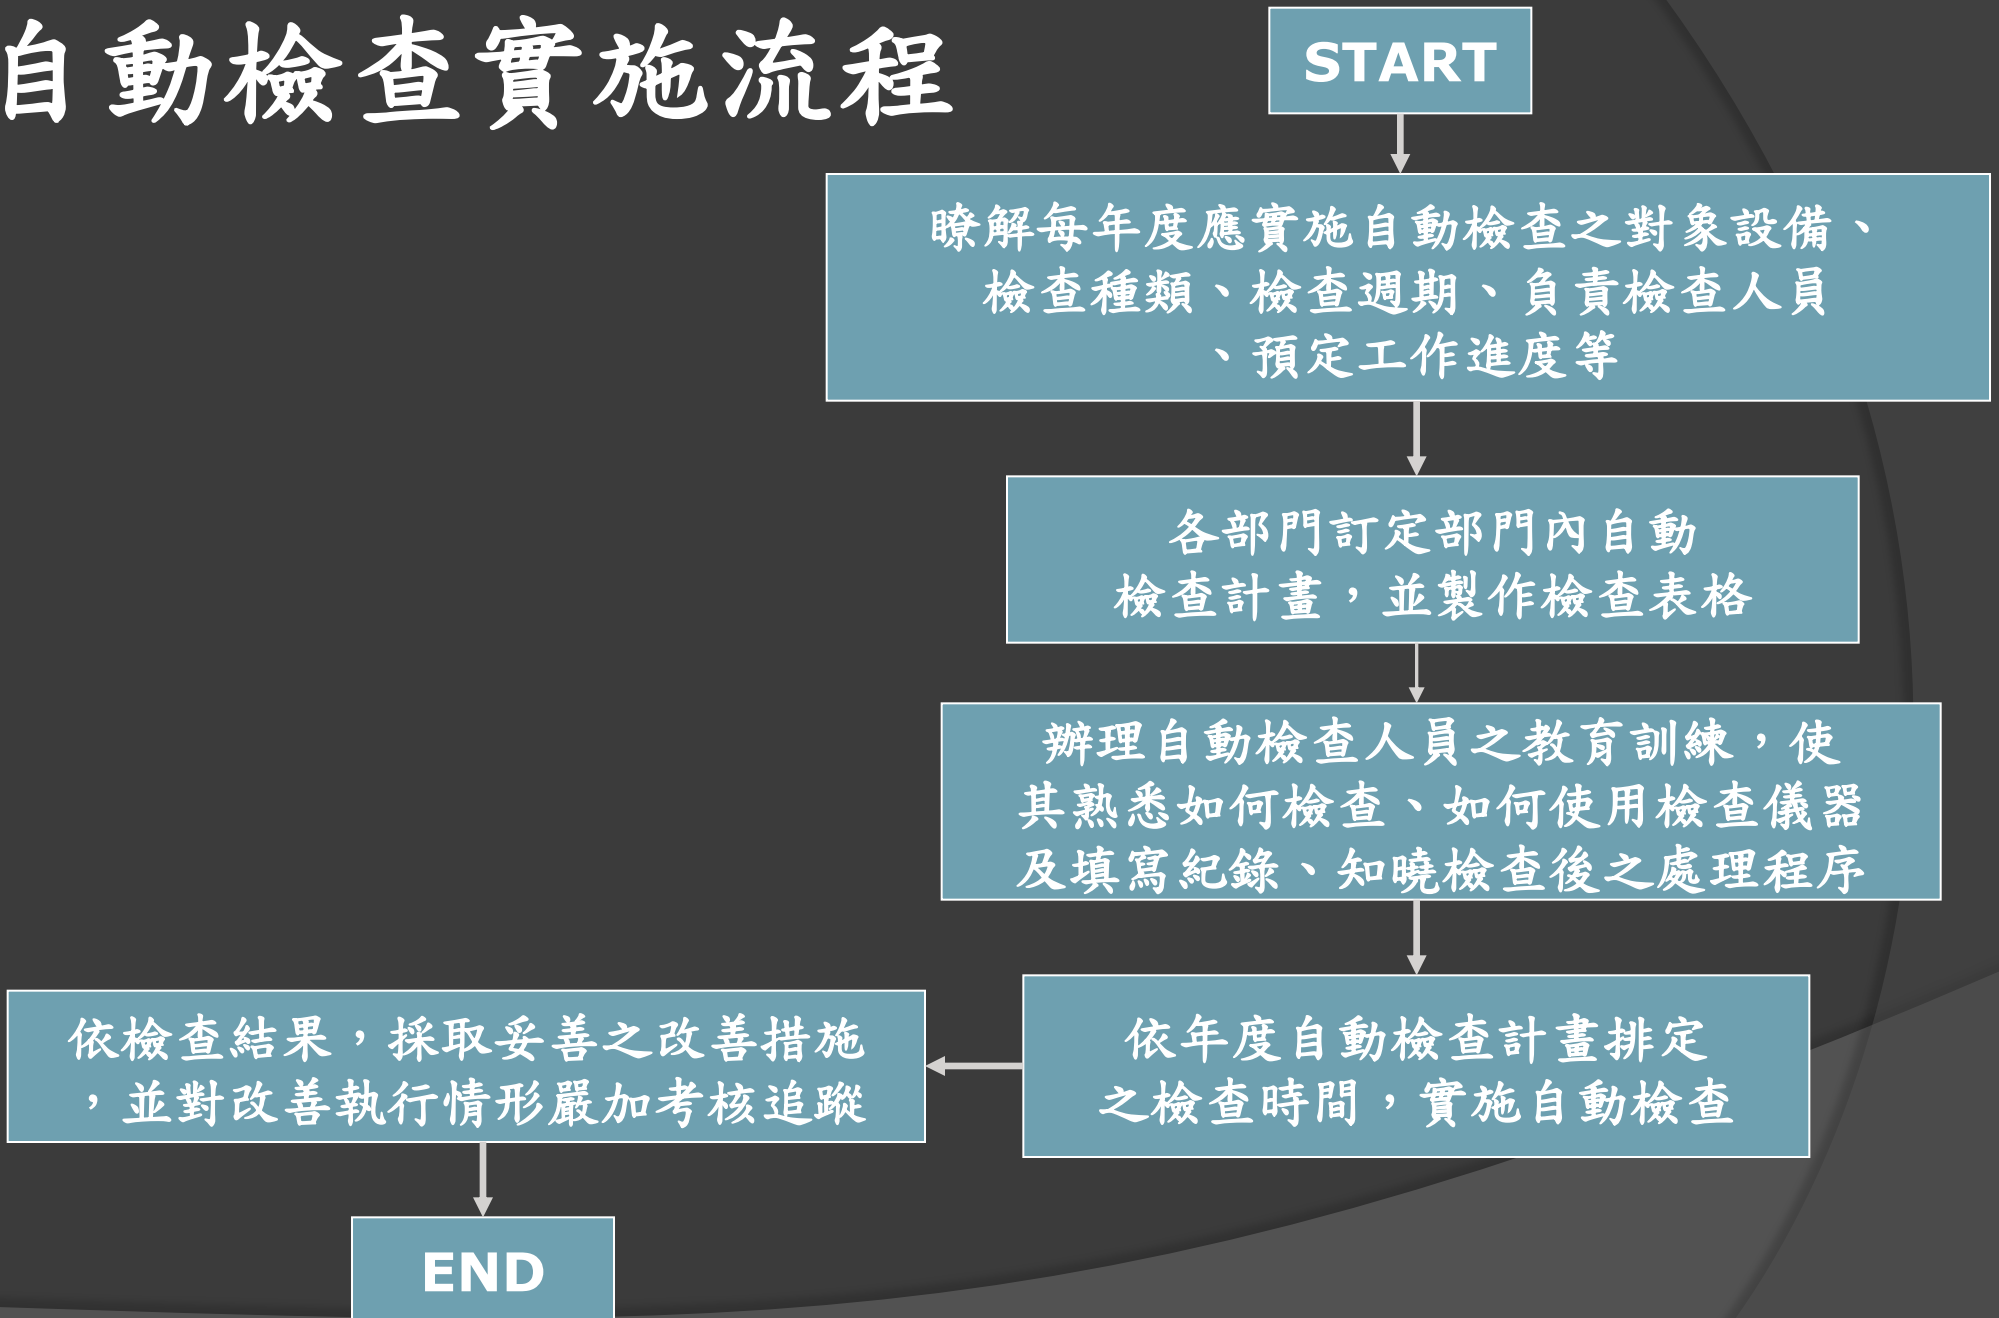 自動檢查實施流程
START
瞭解每年度應實施自動檢查之對象設備、
檢查種類、檢查週期、負責檢查人員
、預定工作進度等
各部門訂定部門內自動
檢查計畫，並製作檢查表格
辦理自動檢查人員之教育訓練，使
其熟悉如何檢查、如何使用檢查儀器
及填寫紀錄、知曉檢查後之處理程序
依年度自動檢查計畫排定
之檢查時間，實施自動檢查
依檢查結果，採取妥善之改善措施
，並對改善執行情形嚴加考核追蹤
END